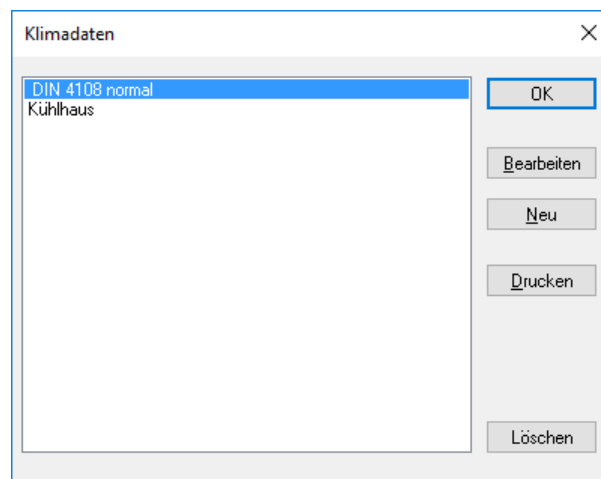 Klimadaten
DIN 4108 normal
Kühlhaus
OK
Bearbeiten
Neu
Drucken
Löschen